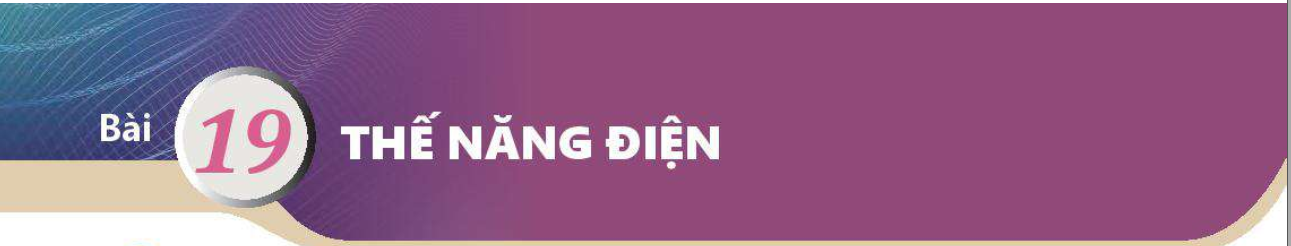 Bài 19 THẾ NĂNG ĐIỆN